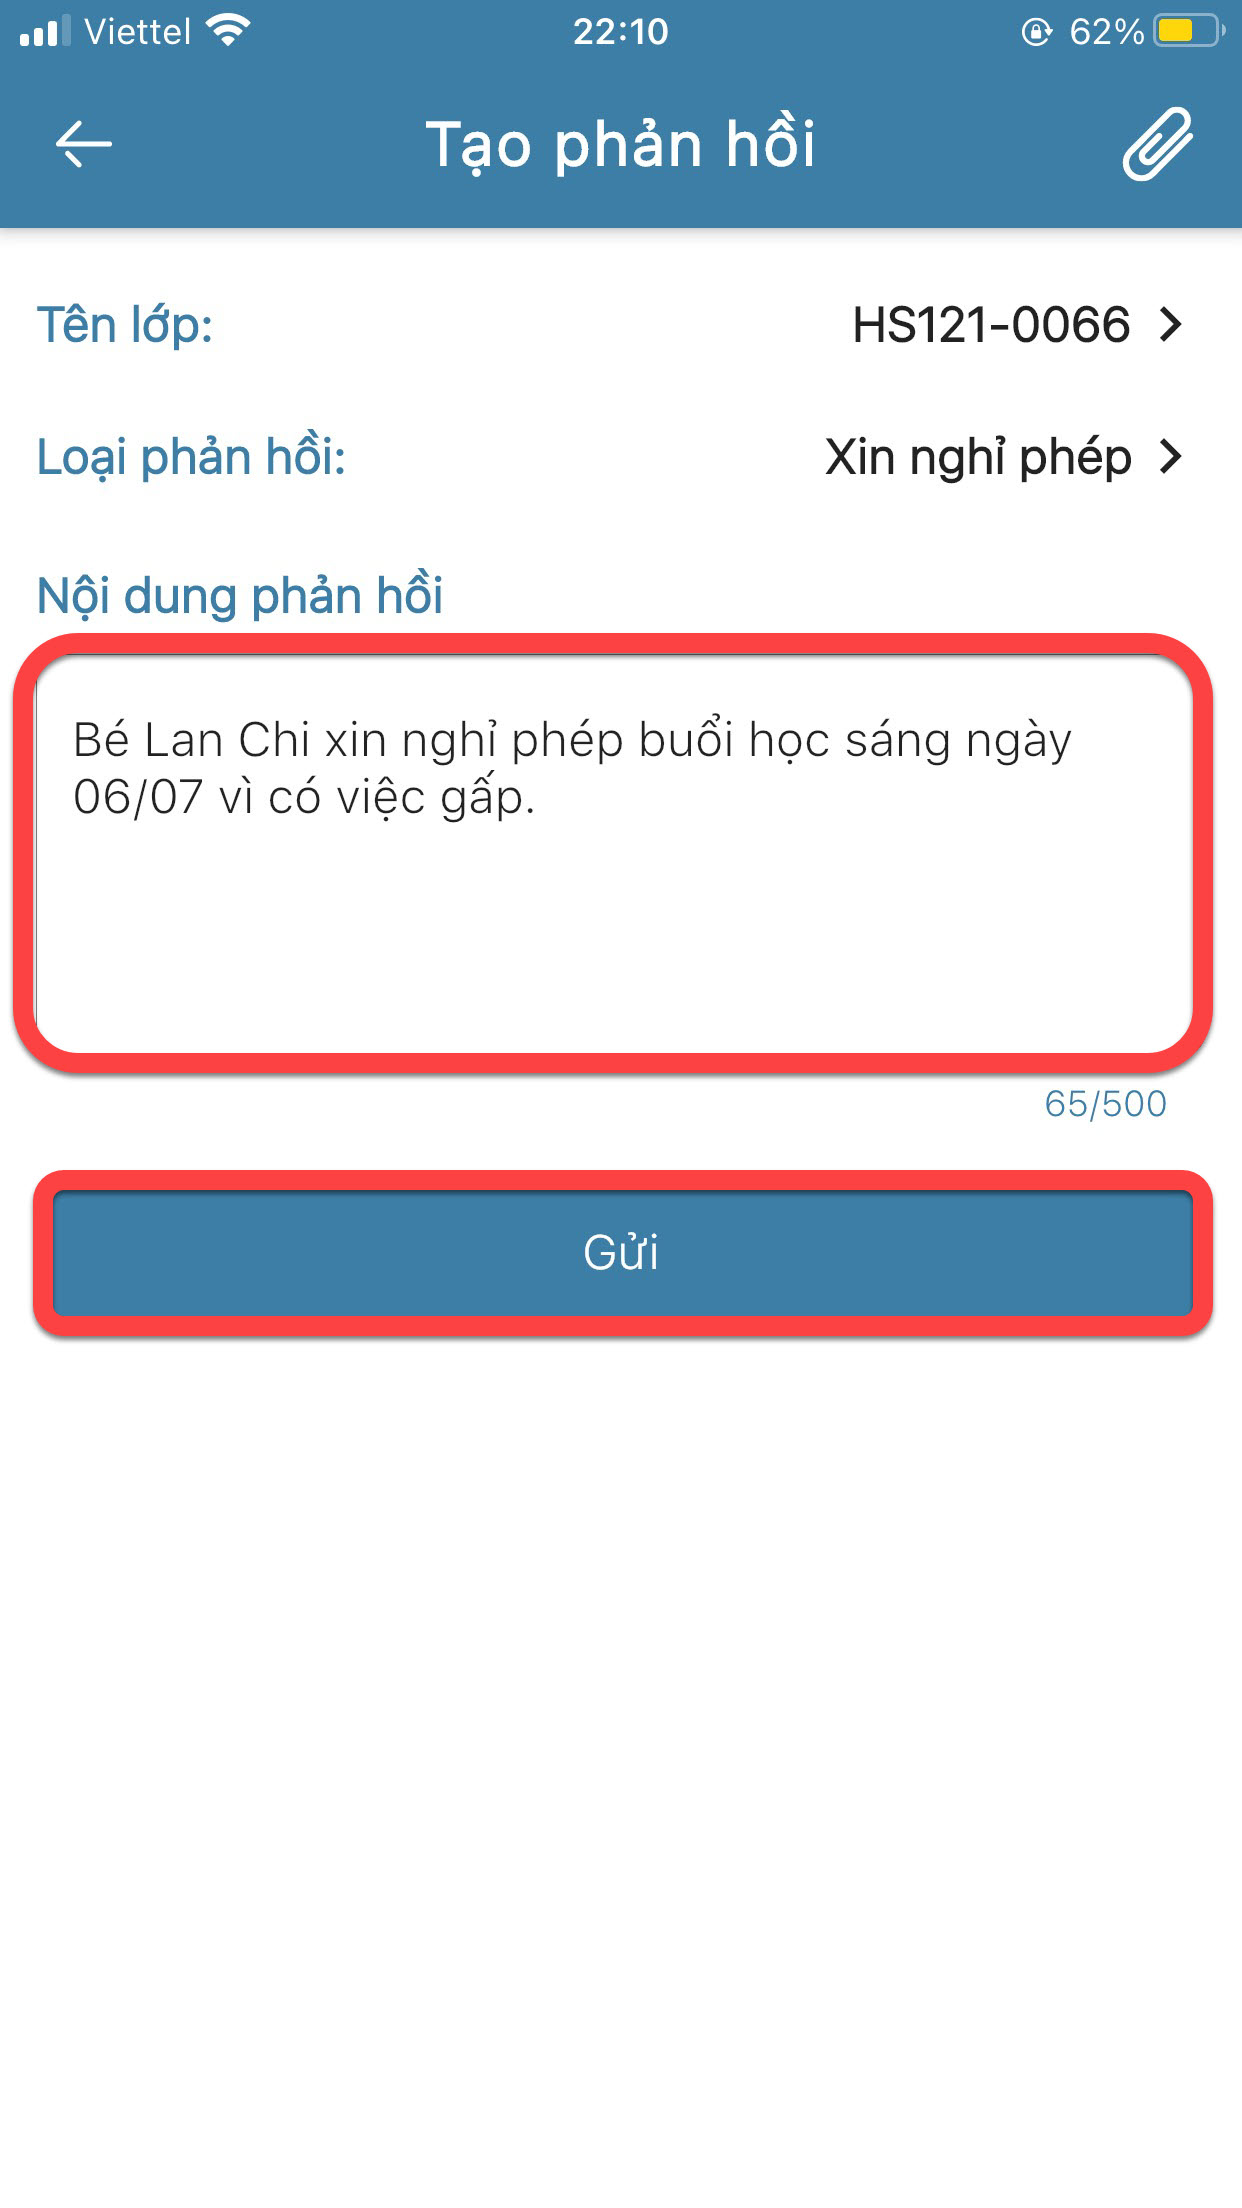 Viettel 22:10 62%
Tạo phản hồi
Tên lớp: HS121-0066
Loại phản hồi: Xin nghỉ phép
Nội dung phản hồi
Bé Lan Chi xin nghỉ phép buổi học sáng ngày
06/07 vì có việc gấp.
65/500
Gửi